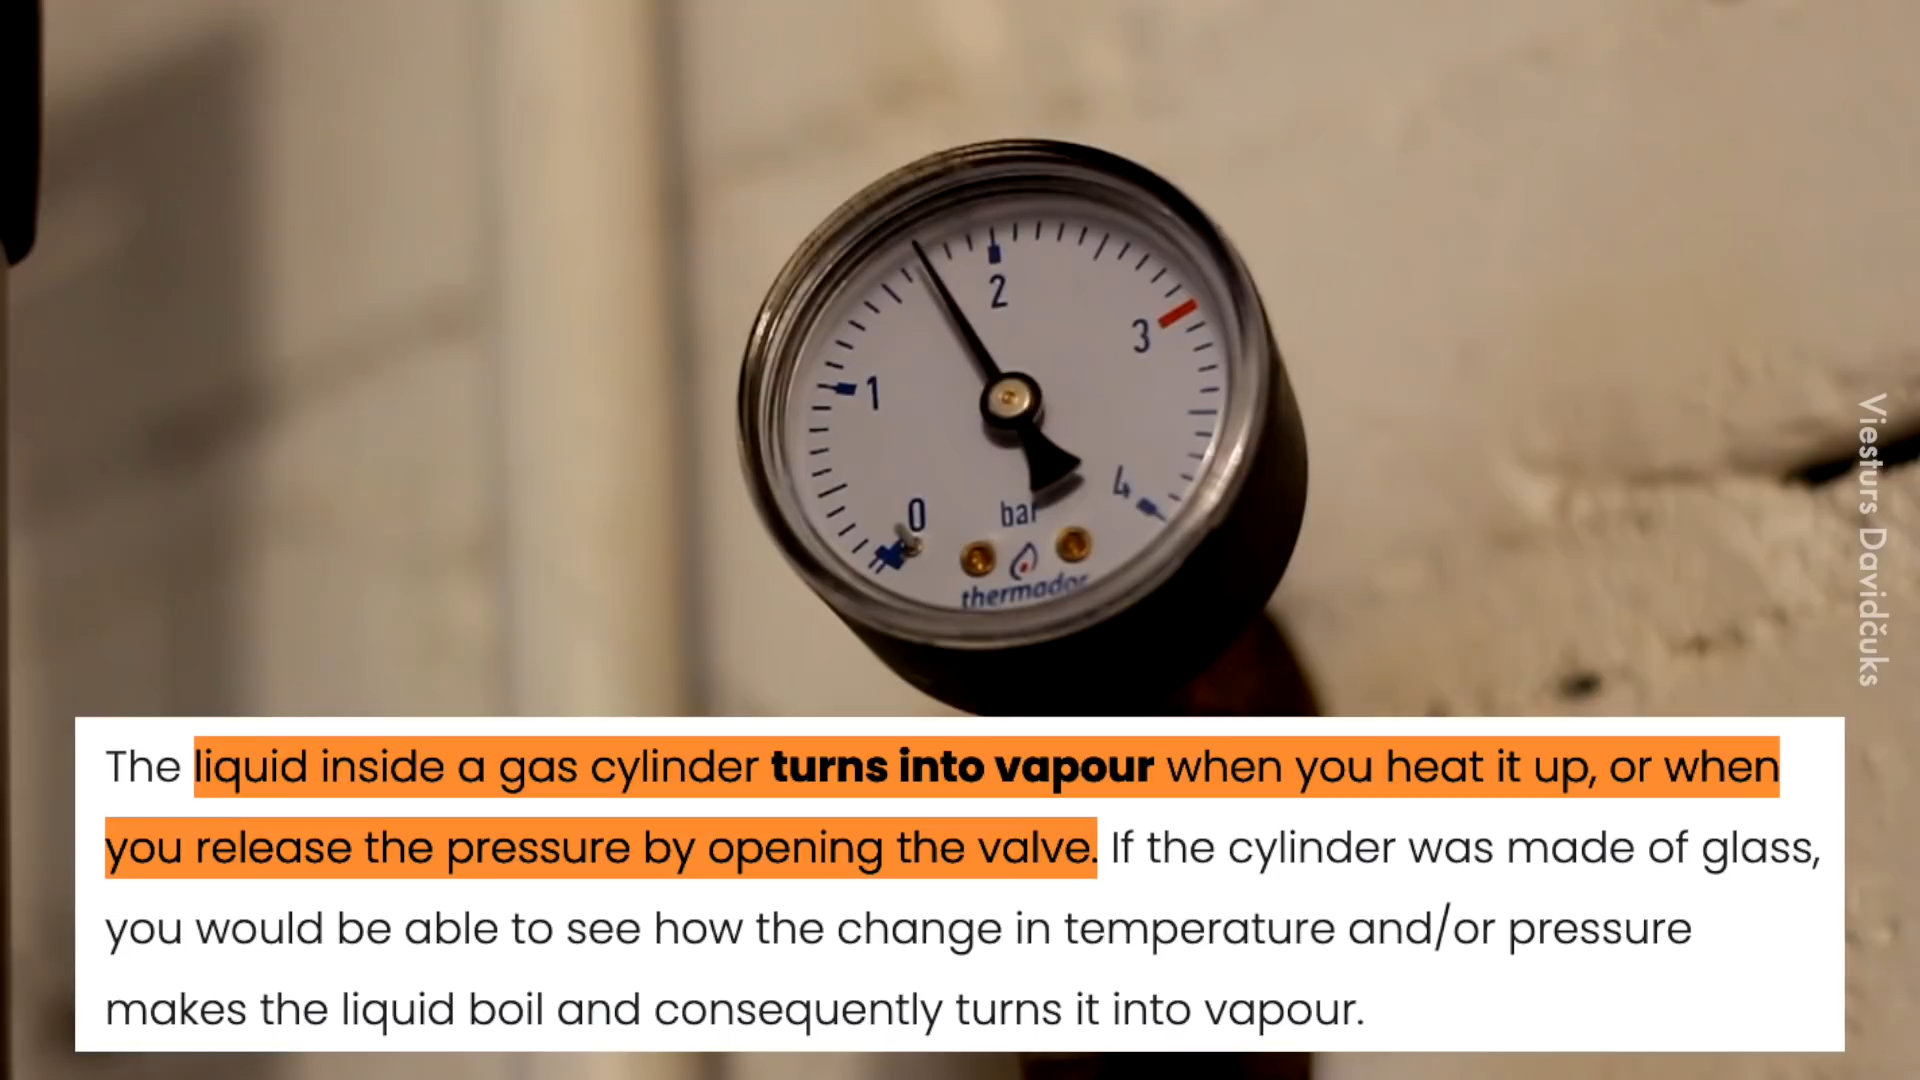 2
3
1
4
0
bar
thermador
Viesturs Davidčuks
The liquid inside a gas cylinder turns into vapour when you heat it up, or when
you release the pressure by opening the valve. If the cylinder was made of glass,
you would be able to see how the change in temperature and/or pressure
makes the liquid boil and consequently turns it into vapour.